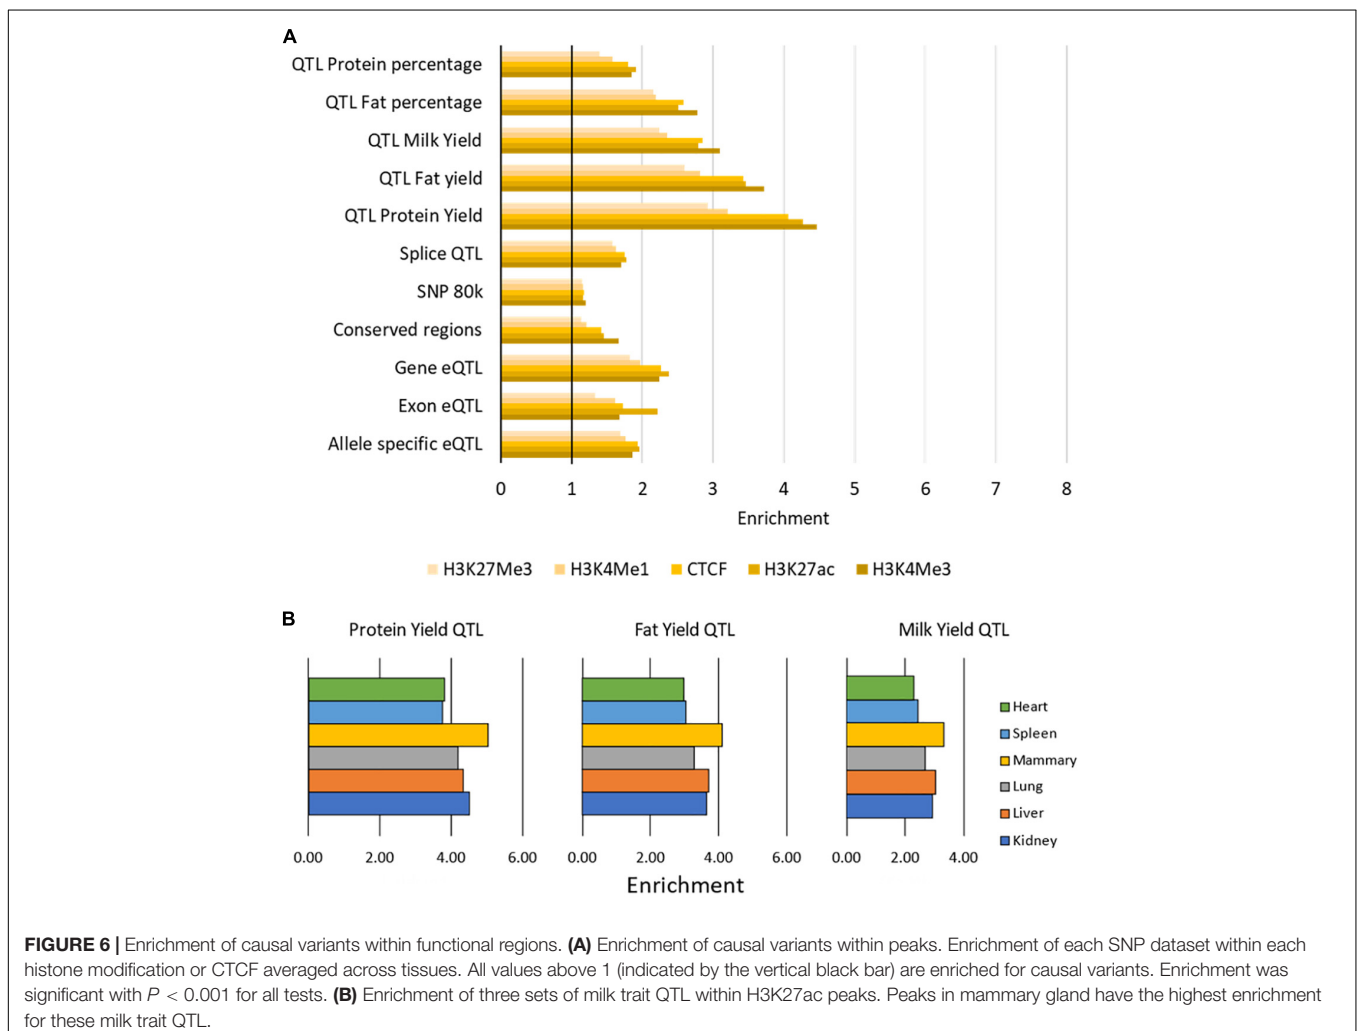 A
QTL Protein percentage
QTL Fat percentage
QTL Milk Yield
QTL Fat yield
QTL Protein Yield
Splice QTL
SNP 80k
Conserved regions
Gene eQTL
Exon eQTL
Allele specific eQTL
0 1 2 3 4 5 6 7 8
Enrichment
H3K27Me3 H3K4Me1 CTCF H3K27ac H3K4Me3
B
Protein Yield QTL Fat Yield QTL Milk Yield QTL
Heart
Spleen
Mammary
Lung
Liver
Kidney
0.00 2.00 4.00 6.00 0.00 2.00 4.00 6.00 0.00 2.00 4.00
Enrichment
FIGURE 6 | Enrichment of causal variants within functional regions. (A) Enrichment of causal variants within peaks. Enrichment of each SNP dataset within each
histone modification or CTCF averaged across tissues. All values above 1 (indicated by the vertical black bar) are enriched for causal variants. Enrichment was
significant with P < 0.001 for all tests. (B) Enrichment of three sets of milk trait QTL within H3K27ac peaks. Peaks in mammary gland have the highest enrichment
for these milk trait QTL.